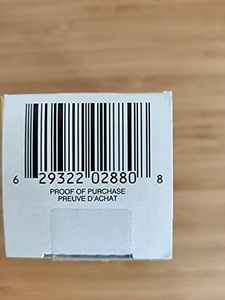 6 29322 02880 8
PROOF OF PURCHASE
PREUVE D'ACHAT